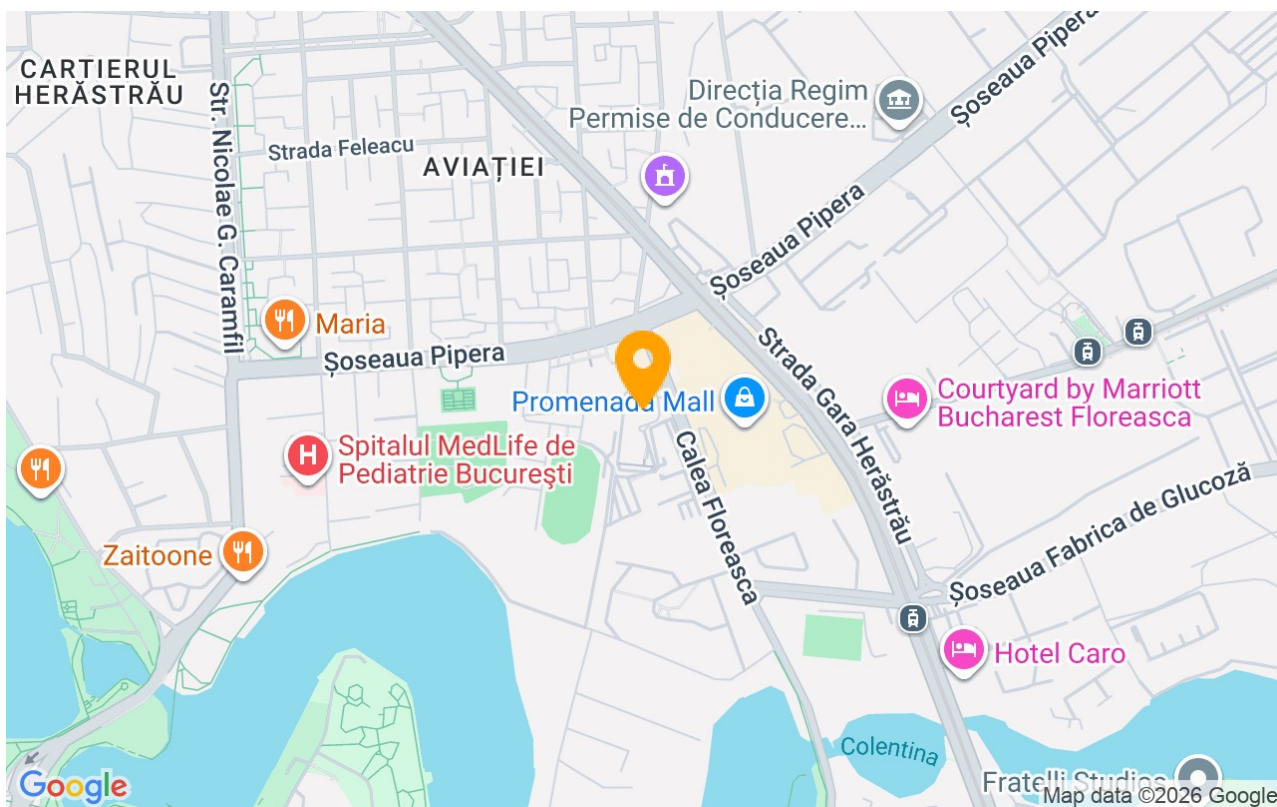 CARTIERUL
HERĂSTRĂU
Str. Nicolae G. Caramfil
Strada Feleacu
AVIAȚIEI
Direcția Regim
Permise de Conducere...
Șoseaua Pipera
Șoseaua Pipera
Maria
Șoseaua Pipera
Promenada Mall
Strada Gara Herăstrău
Courtyard by Marriott
Bucharest Floreasca
H
Spitalul MedLife de
Pediatrie Bucureşti
Calea Floreasca
Șoseaua Fabrica de Glucoză
Zaitoone
Hotel Caro
Colentina
Fratelli Studios
Google
Map data ©2026 Google